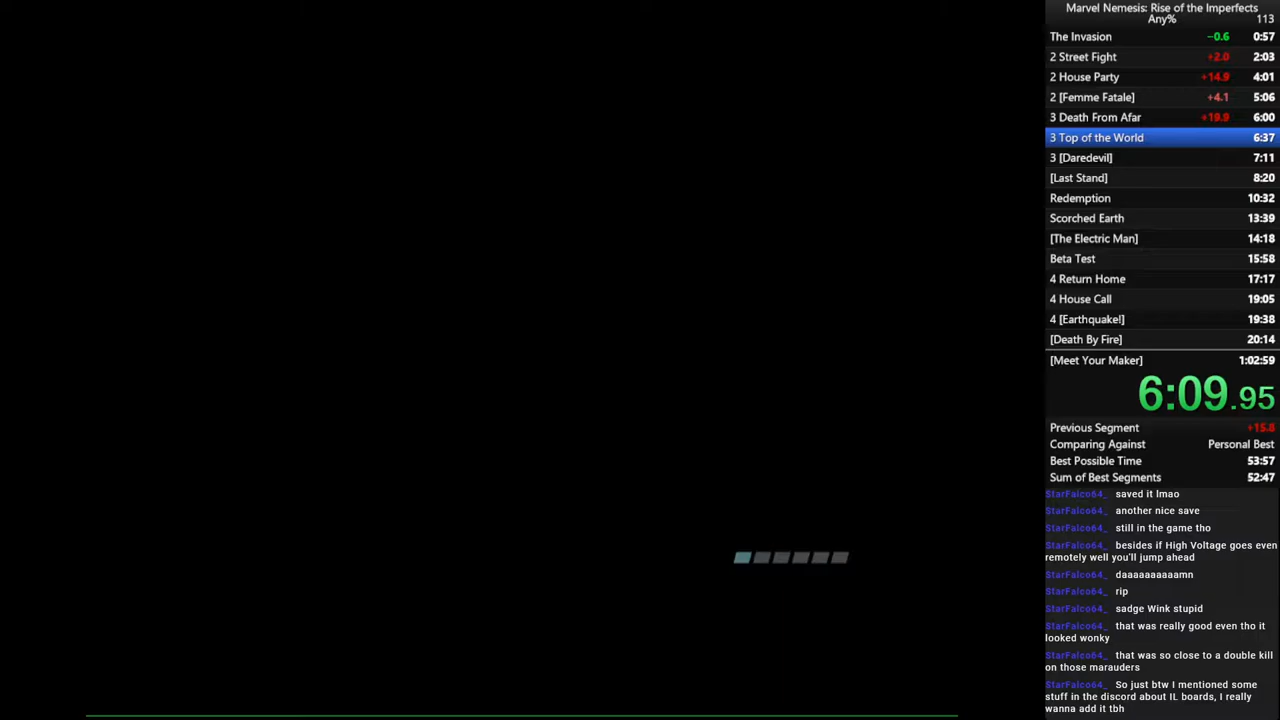 Marvel Nemesis: Rise of the Imperfects
Any% 113
The Invasion −0.6 0:57
2 Street Fight +2.0 2:03
2 House Party +14.9 4:01
2 [Femme Fatale] +4.1 5:06
3 Death From Afar +19.9 6:00
3 Top of the World 6:37
3 [Daredevil] 7:11
[Last Stand] 8:20
Redemption 10:32
Scorched Earth 13:39
[The Electric Man] 14:18
Beta Test 15:58
4 Return Home 17:17
4 House Call 19:05
4 [Earthquake!] 19:38
[Death By Fire] 20:14
[Meet Your Maker] 1:02:59
6:09.95
Previous Segment +15.8
Comparing Against Personal Best
Best Possible Time 53:57
Sum of Best Segments 52:47
StarFalco64_ saved it lmao
StarFalco64_ another nice save
StarFalco64_ still in the game tho
StarFalco64_ besides if High Voltage goes even
remotely well you'll jump ahead
StarFalco64_ daaaaaaaaaamn
StarFalco64_ rip
StarFalco64_ sadge Wink stupid
StarFalco64_ that was really good even tho it
looked wonky
StarFalco64_ that was so close to a double kill
on those marauders
StarFalco64_ So just btw I mentioned some
stuff in the discord about IL boards, I really
wanna add it tbh